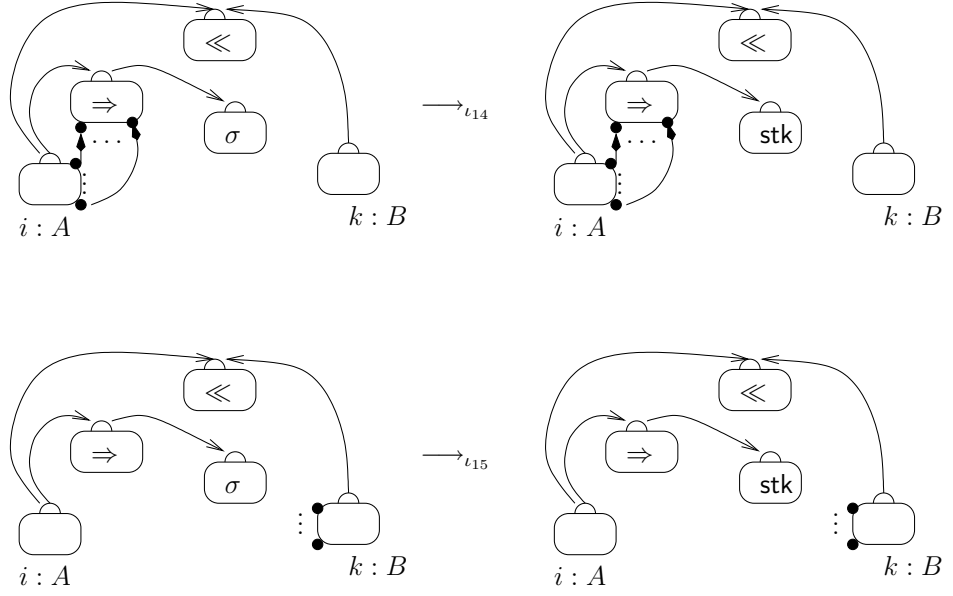 ≪ ≪
⇒ ⇒
σ ⟶ι14 stk
. . . . . .
i : A k : B i : A k : B
≪ ≪
⇒ ⇒
σ ⟶ι15 stk
i : A k : B i : A k : B